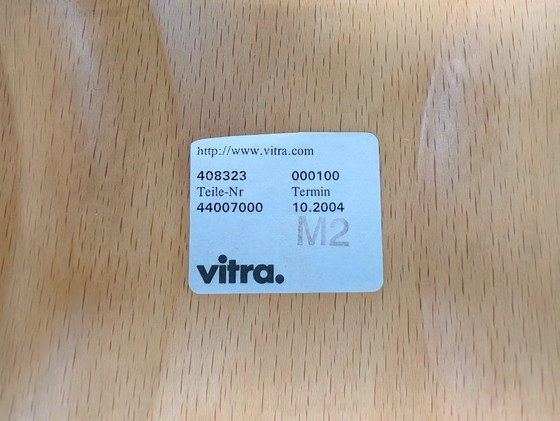 http://www.vitra.com
408323 000100
Teile-Nr Termin
44007000 10.2004
M2
vitra.